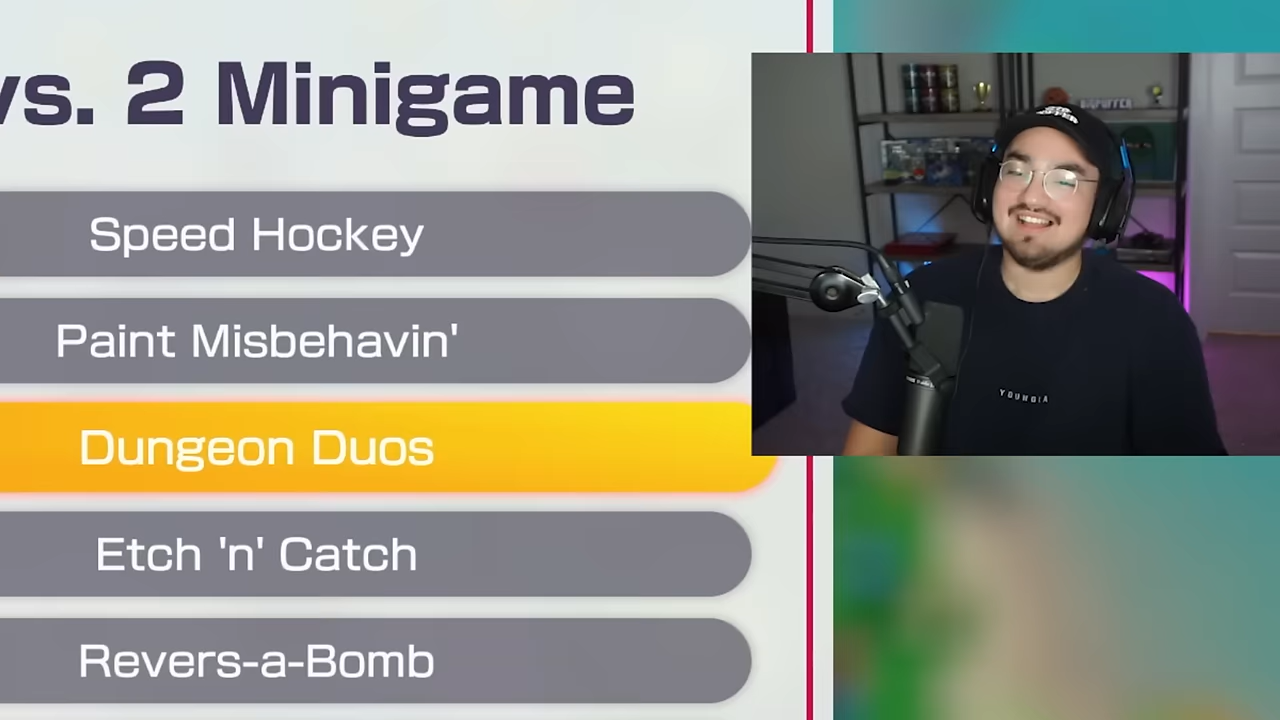 vs. 2 Minigame
Speed Hockey
Paint Misbehavin'
Dungeon Duos
Etch 'n' Catch
Revers-a-Bomb